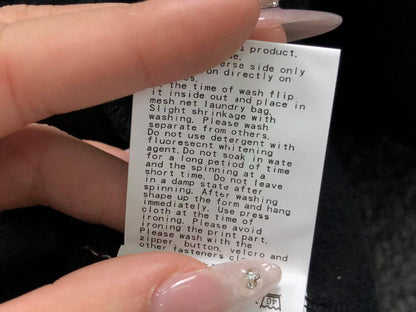 s product.
e.
erse side only
on directly on
es.
t the time of wash flip
it inside out and place in
mesh net laundry bag.
Slight shrinkage with
washing. Please wash
separate from others.
Do not use detergent with
fluoresecnt whitening
agent.Do not soak in wate
for a long petiod of time
and the spinning at a
short time. Do not leave
in a damp state after
spinning. After washing
shape up the form and hang
immediately. Use press
cloth at the time of
ironing. Please avoid
ironing the print part.
Please wash with the
zipper, button, velcro and
other fasteners cl
40